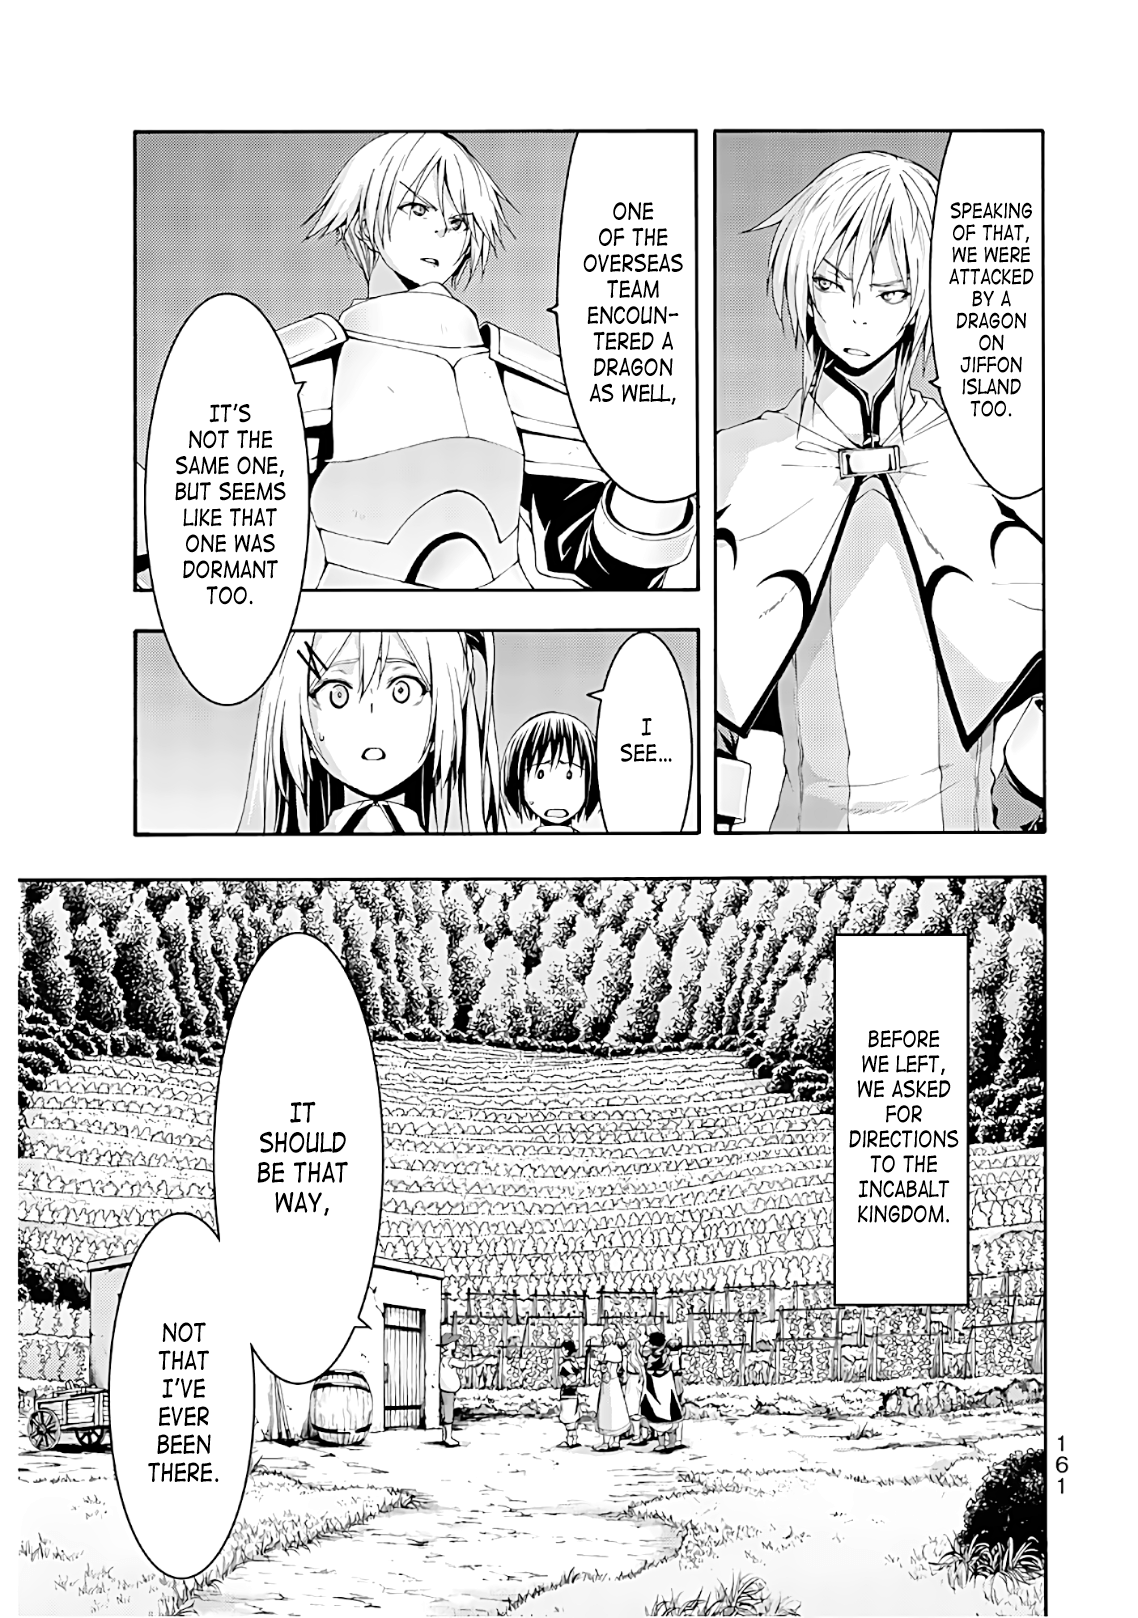 SPEAKING
OF THAT,
WE WERE
ATTACKED
BY A
DRAGON
ON
JIFFON
ISLAND
TOO.
ONE
OF THE
OVERSEAS
TEAM
ENCOUN-
TERED A
DRAGON
AS WELL,
IT'S
NOT THE
SAME ONE,
BUT SEEMS
LIKE THAT
ONE WAS
DORMANT
TOO.
I
SEE...
BEFORE
WE LEFT,
WE ASKED
FOR
DIRECTIONS
TO THE
INCABALT
KINGDOM.
IT
SHOULD
BE THAT
WAY,
NOT
THAT
I'VE
EVER
BEEN
THERE.
161